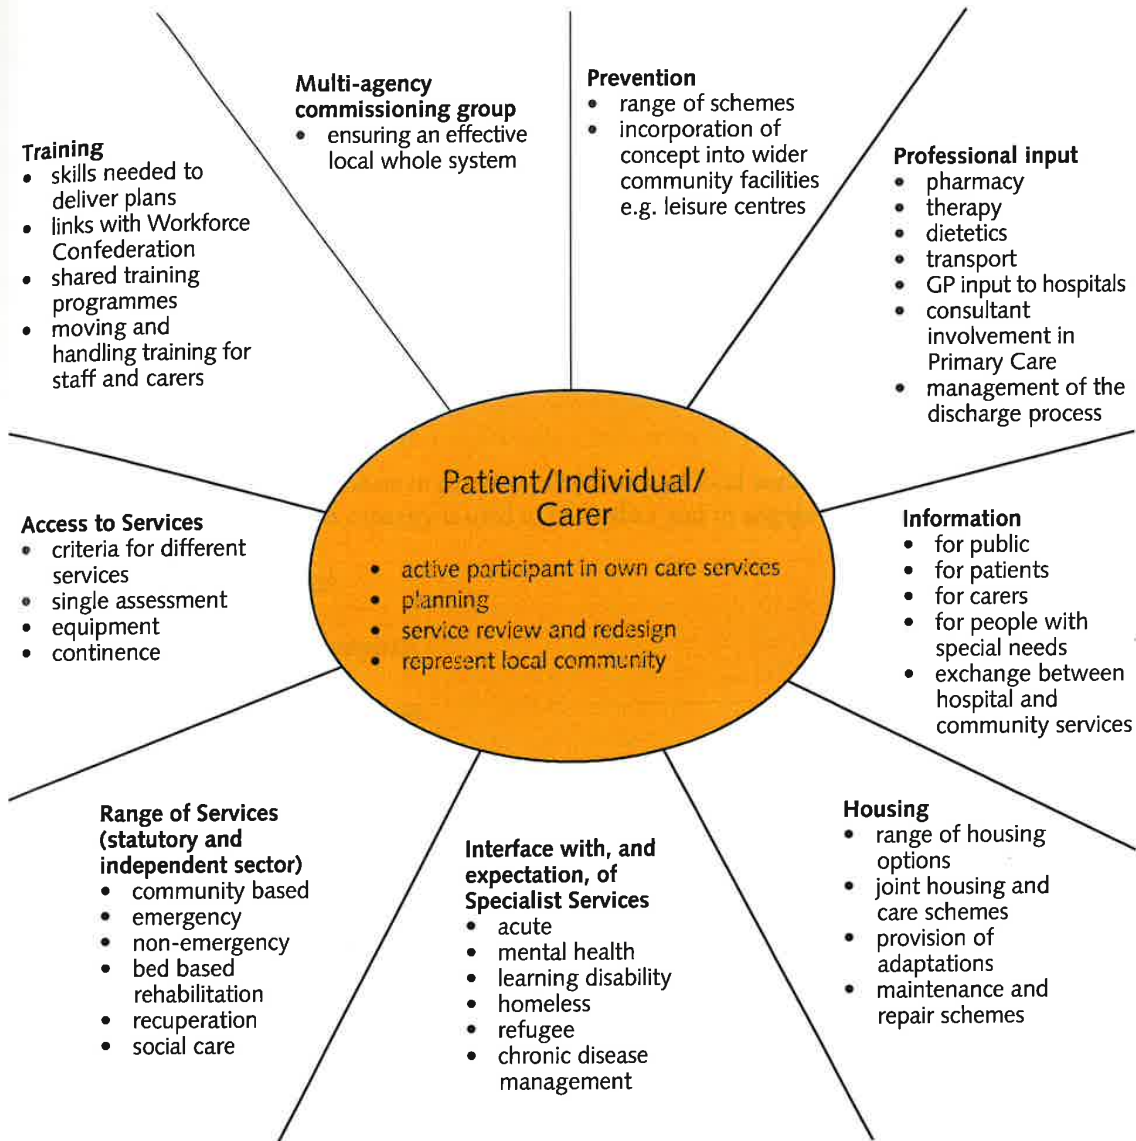 Multi-agency
commissioning group
• ensuring an effective
local whole system
Prevention
• range of schemes
• incorporation of
concept into wider
community facilities
e.g. leisure centres
Training
• skills needed to
deliver plans
• links with Workforce
Confederation
• shared training
programmes
• moving and
handling training for
staff and carers
Professional input
• pharmacy
• therapy
• dietetics
• transport
• GP input to hospitals
• consultant
involvement in
Primary Care
• management of the
discharge process
Patient/Individual/
Carer
• active participant in own care services
• planning
• service review and redesign
• represent local community
Access to Services
• criteria for different
services
• single assessment
• equipment
• continence
Information
• for public
• for patients
• for carers
• for people with
special needs
• exchange between
hospital and
community services
Range of Services
(statutory and
independent sector)
• community based
• emergency
• non-emergency
• bed based
rehabilitation
• recuperation
• social care
Interface with, and
expectation, of
Specialist Services
• acute
• mental health
• learning disability
• homeless
• refugee
• chronic disease
management
Housing
• range of housing
options
• joint housing and
care schemes
• provision of
adaptations
• maintenance and
repair schemes